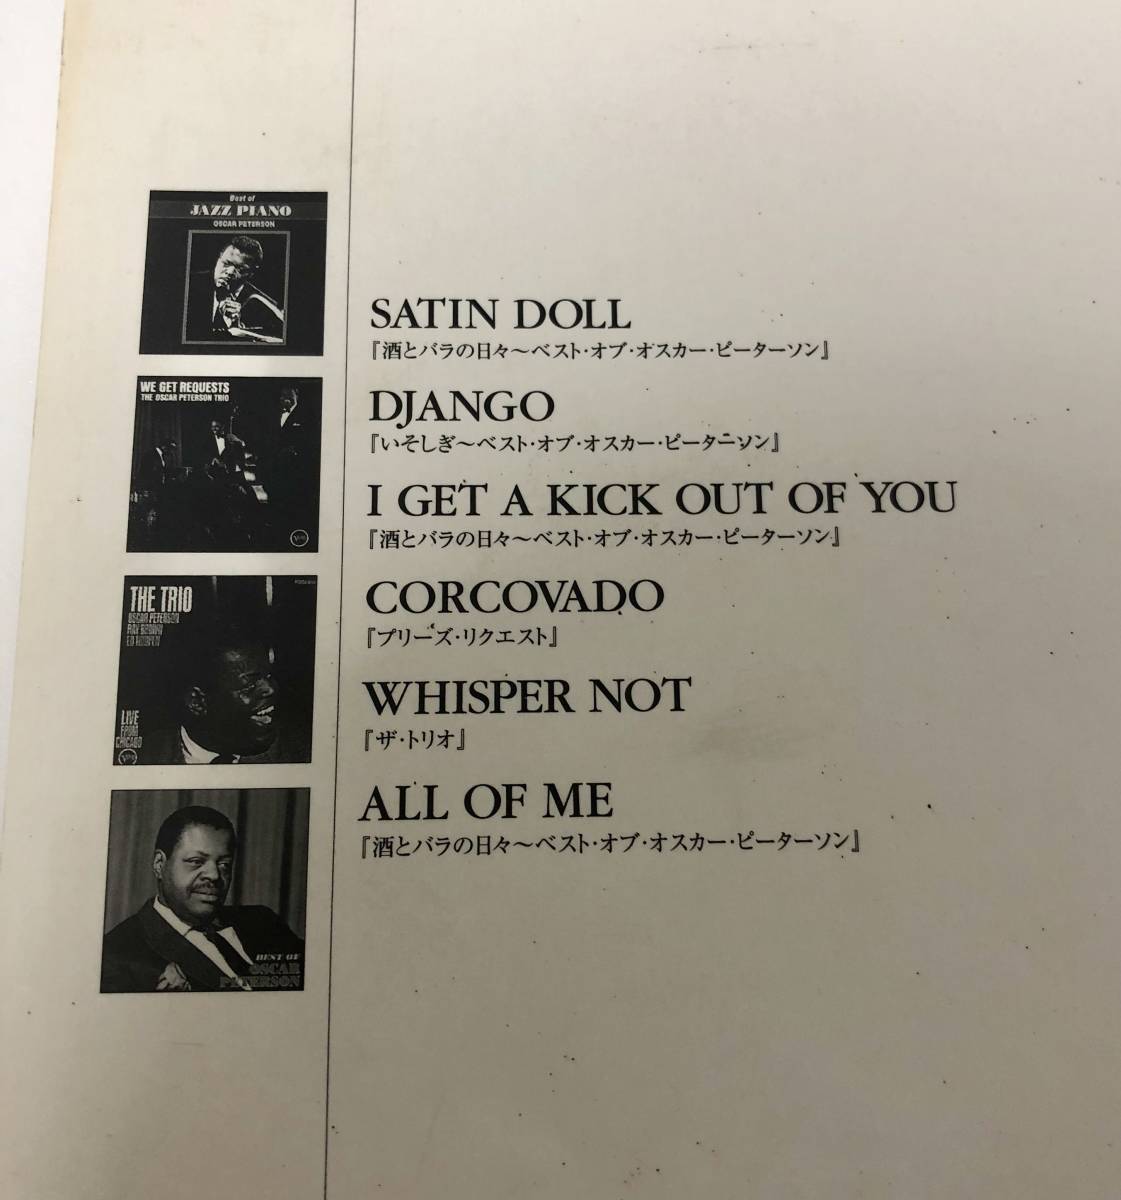 Best of
JAZZ PIANO
OSCAR PETERSON
SATIN DOLL
『酒とバラの日々～ベスト・オブ・オスカー・ピーターソン』
WE GET REQUESTS
THE OSCAR PETERSON TRIO
Verve
DJANGO
『いそしぎ～ベスト・オブ・オスカー・ピーターソン』
I GET A KICK OUT OF YOU
『酒とバラの日々～ベスト・オブ・オスカー・ピーターソン』
THE TRIO
OSCAR PETERSON
RAY BROWN
ED THIGPEN
LIVE
FROM
CHICAGO
Verve
CORCOVADO
『プリーズ・リクエスト』
WHISPER NOT
『ザ・トリオ』
ALL OF ME
『酒とバラの日々～ベスト・オブ・オスカー・ピーターソン』
BEST OF
OSCAR
PETERSON